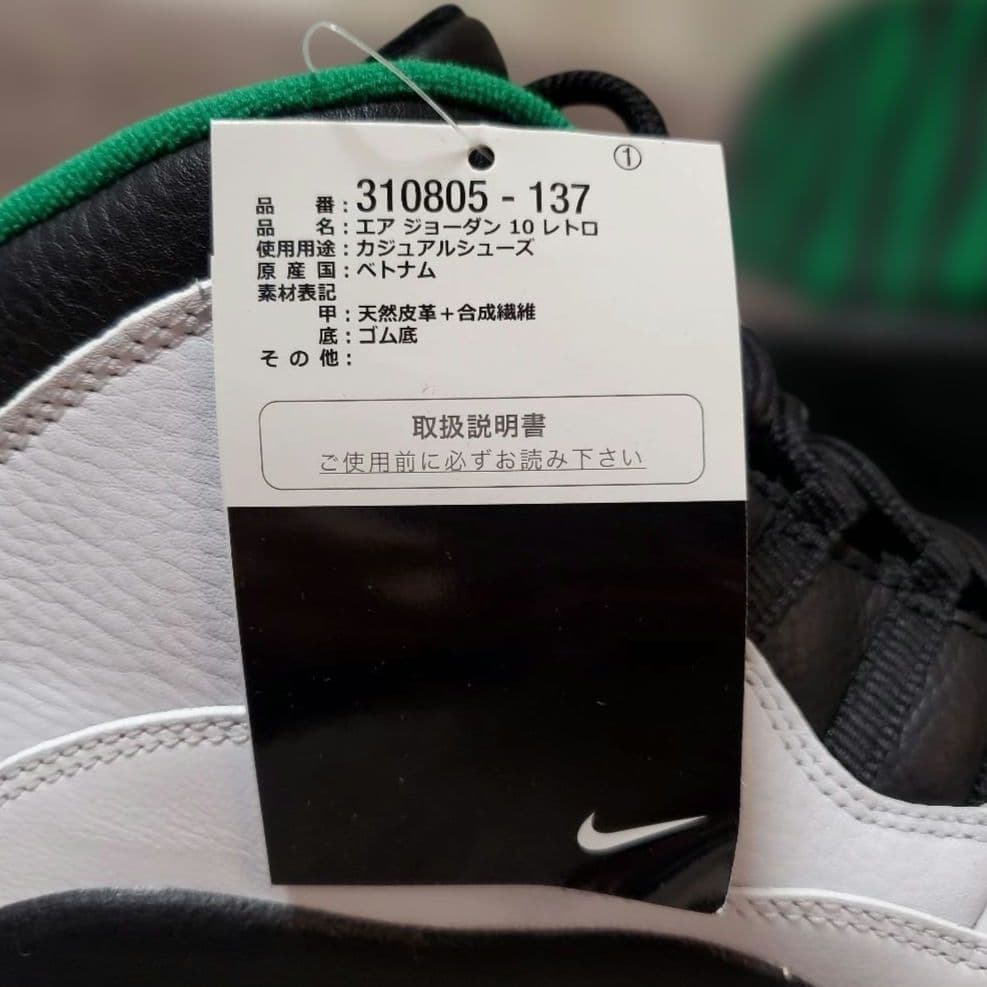 ①
品 番：310805 - 137
品 名：エア ジョーダン 10 レトロ
使用用途：カジュアルシューズ
原 産 国：ベトナム
素材表記
甲：天然皮革＋合成繊維
底：ゴム底
そ の 他：
取扱説明書
ご使用前に必ずお読み下さい